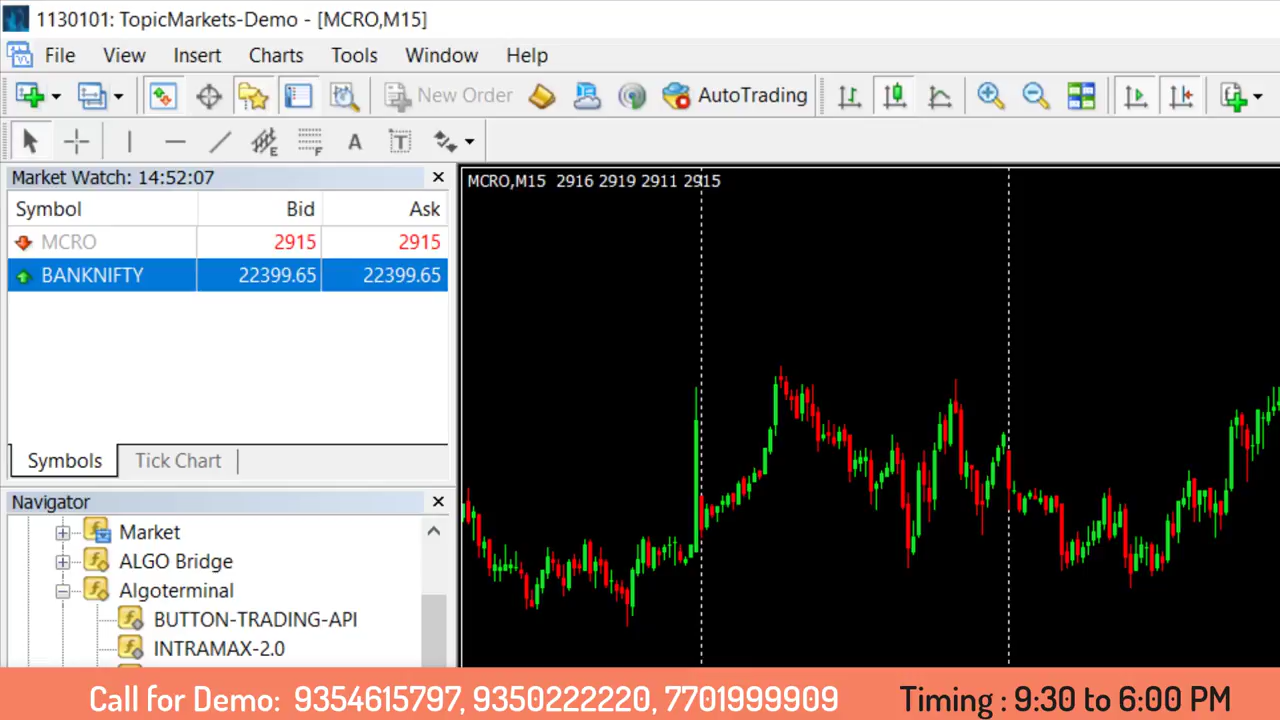 1130101: TopicMarkets-Demo - [MCRO,M15]
File View Insert Charts Tools Window Help
New Order AutoTrading
E F A T
Market Watch: 14:52:07
Symbol Bid Ask
MCRO 2915 2915
BANKNIFTY 22399.65 22399.65
Symbols Tick Chart
MCRO,M15 2916 2919 2911 2915
Navigator
Market
ALGO Bridge
Algoterminal
BUTTON-TRADING-API
INTRAMAX-2.0
Call for Demo: 9354615797, 9350222220, 7701999909 Timing : 9:30 to 6:00 PM